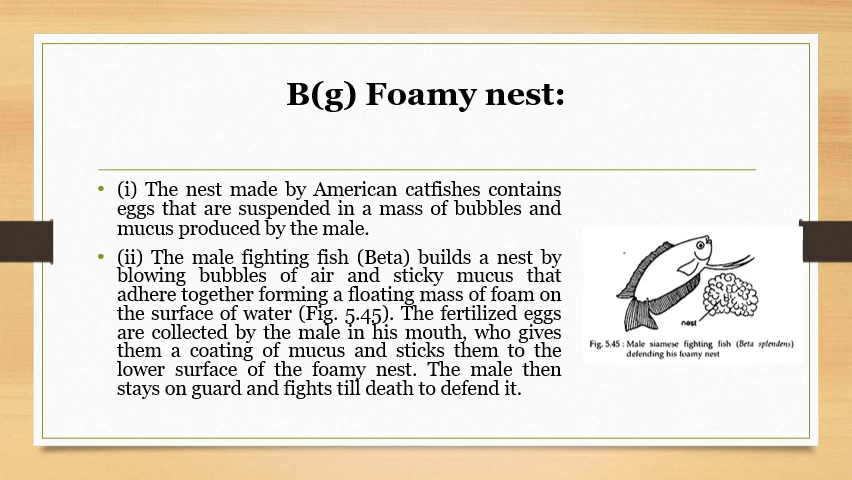 B(g) Foamy nest:
• (i) The nest made by American catfishes contains
eggs that are suspended in a mass of bubbles and
mucus produced by the male.
• (ii) The male fighting fish (Beta) builds a nest by
blowing bubbles of air and sticky mucus that
adhere together forming a floating mass of foam on
the surface of water (Fig. 5.45). The fertilized eggs
are collected by the male in his mouth, who gives
them a coating of mucus and sticks them to the
lower surface of the foamy nest. The male then
stays on guard and fights till death to defend it.
nest
Fig. 5.45 : Male siamese fighting fish (Beta splendens)
defending his foamy nest